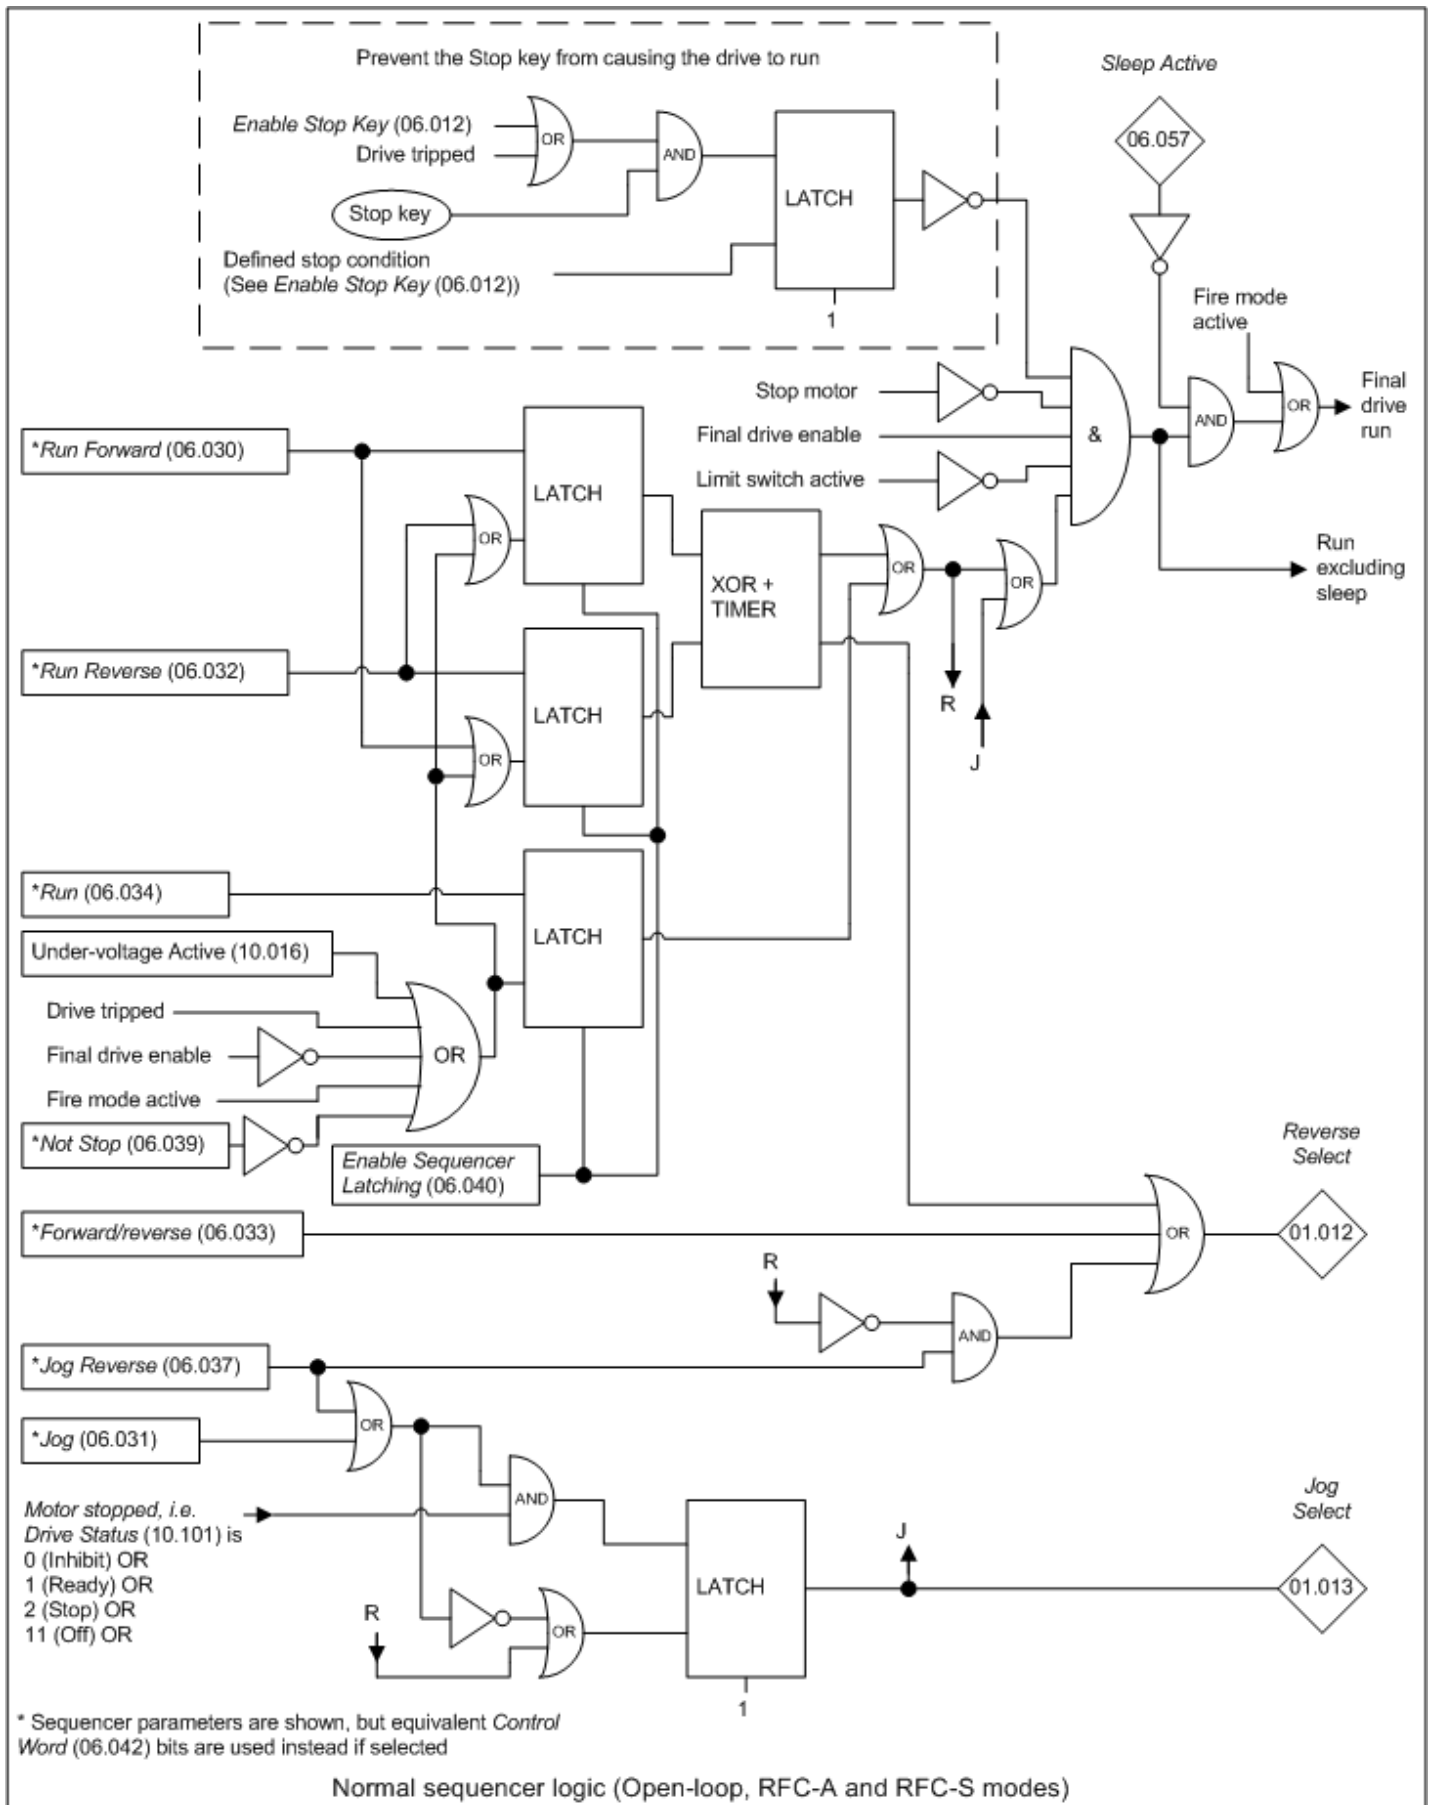 Prevent the Stop key from causing the drive to run
Sleep Active
Enable Stop Key (06.012)
Drive tripped
OR
AND
06.057
LATCH
Stop key
Defined stop condition
(See Enable Stop Key (06.012))
1
Fire mode
active
Stop motor
Final
drive
run
OR
AND
*Run Forward (06.030)
Final drive enable
&
Limit switch active
LATCH
OR
XOR +
TIMER
OR
OR
Run
excluding
sleep
*Run Reverse (06.032)
LATCH
R
OR
J
*Run (06.034)
LATCH
Under-voltage Active (10.016)
Drive tripped
Final drive enable
OR
Fire mode active
*Not Stop (06.039)
Enable Sequencer
Latching (06.040)
Reverse
Select
*Forward/reverse (06.033)
OR
01.012
R
AND
*Jog Reverse (06.037)
OR
*Jog (06.031)
AND
Jog
Select
Motor stopped, i.e.
Drive Status (10.101) is
0 (Inhibit) OR
1 (Ready) OR
2 (Stop) OR
11 (Off) OR
J
LATCH
01.013
R
OR
1
* Sequencer parameters are shown, but equivalent Control
Word (06.042) bits are used instead if selected
Normal sequencer logic (Open-loop, RFC-A and RFC-S modes)